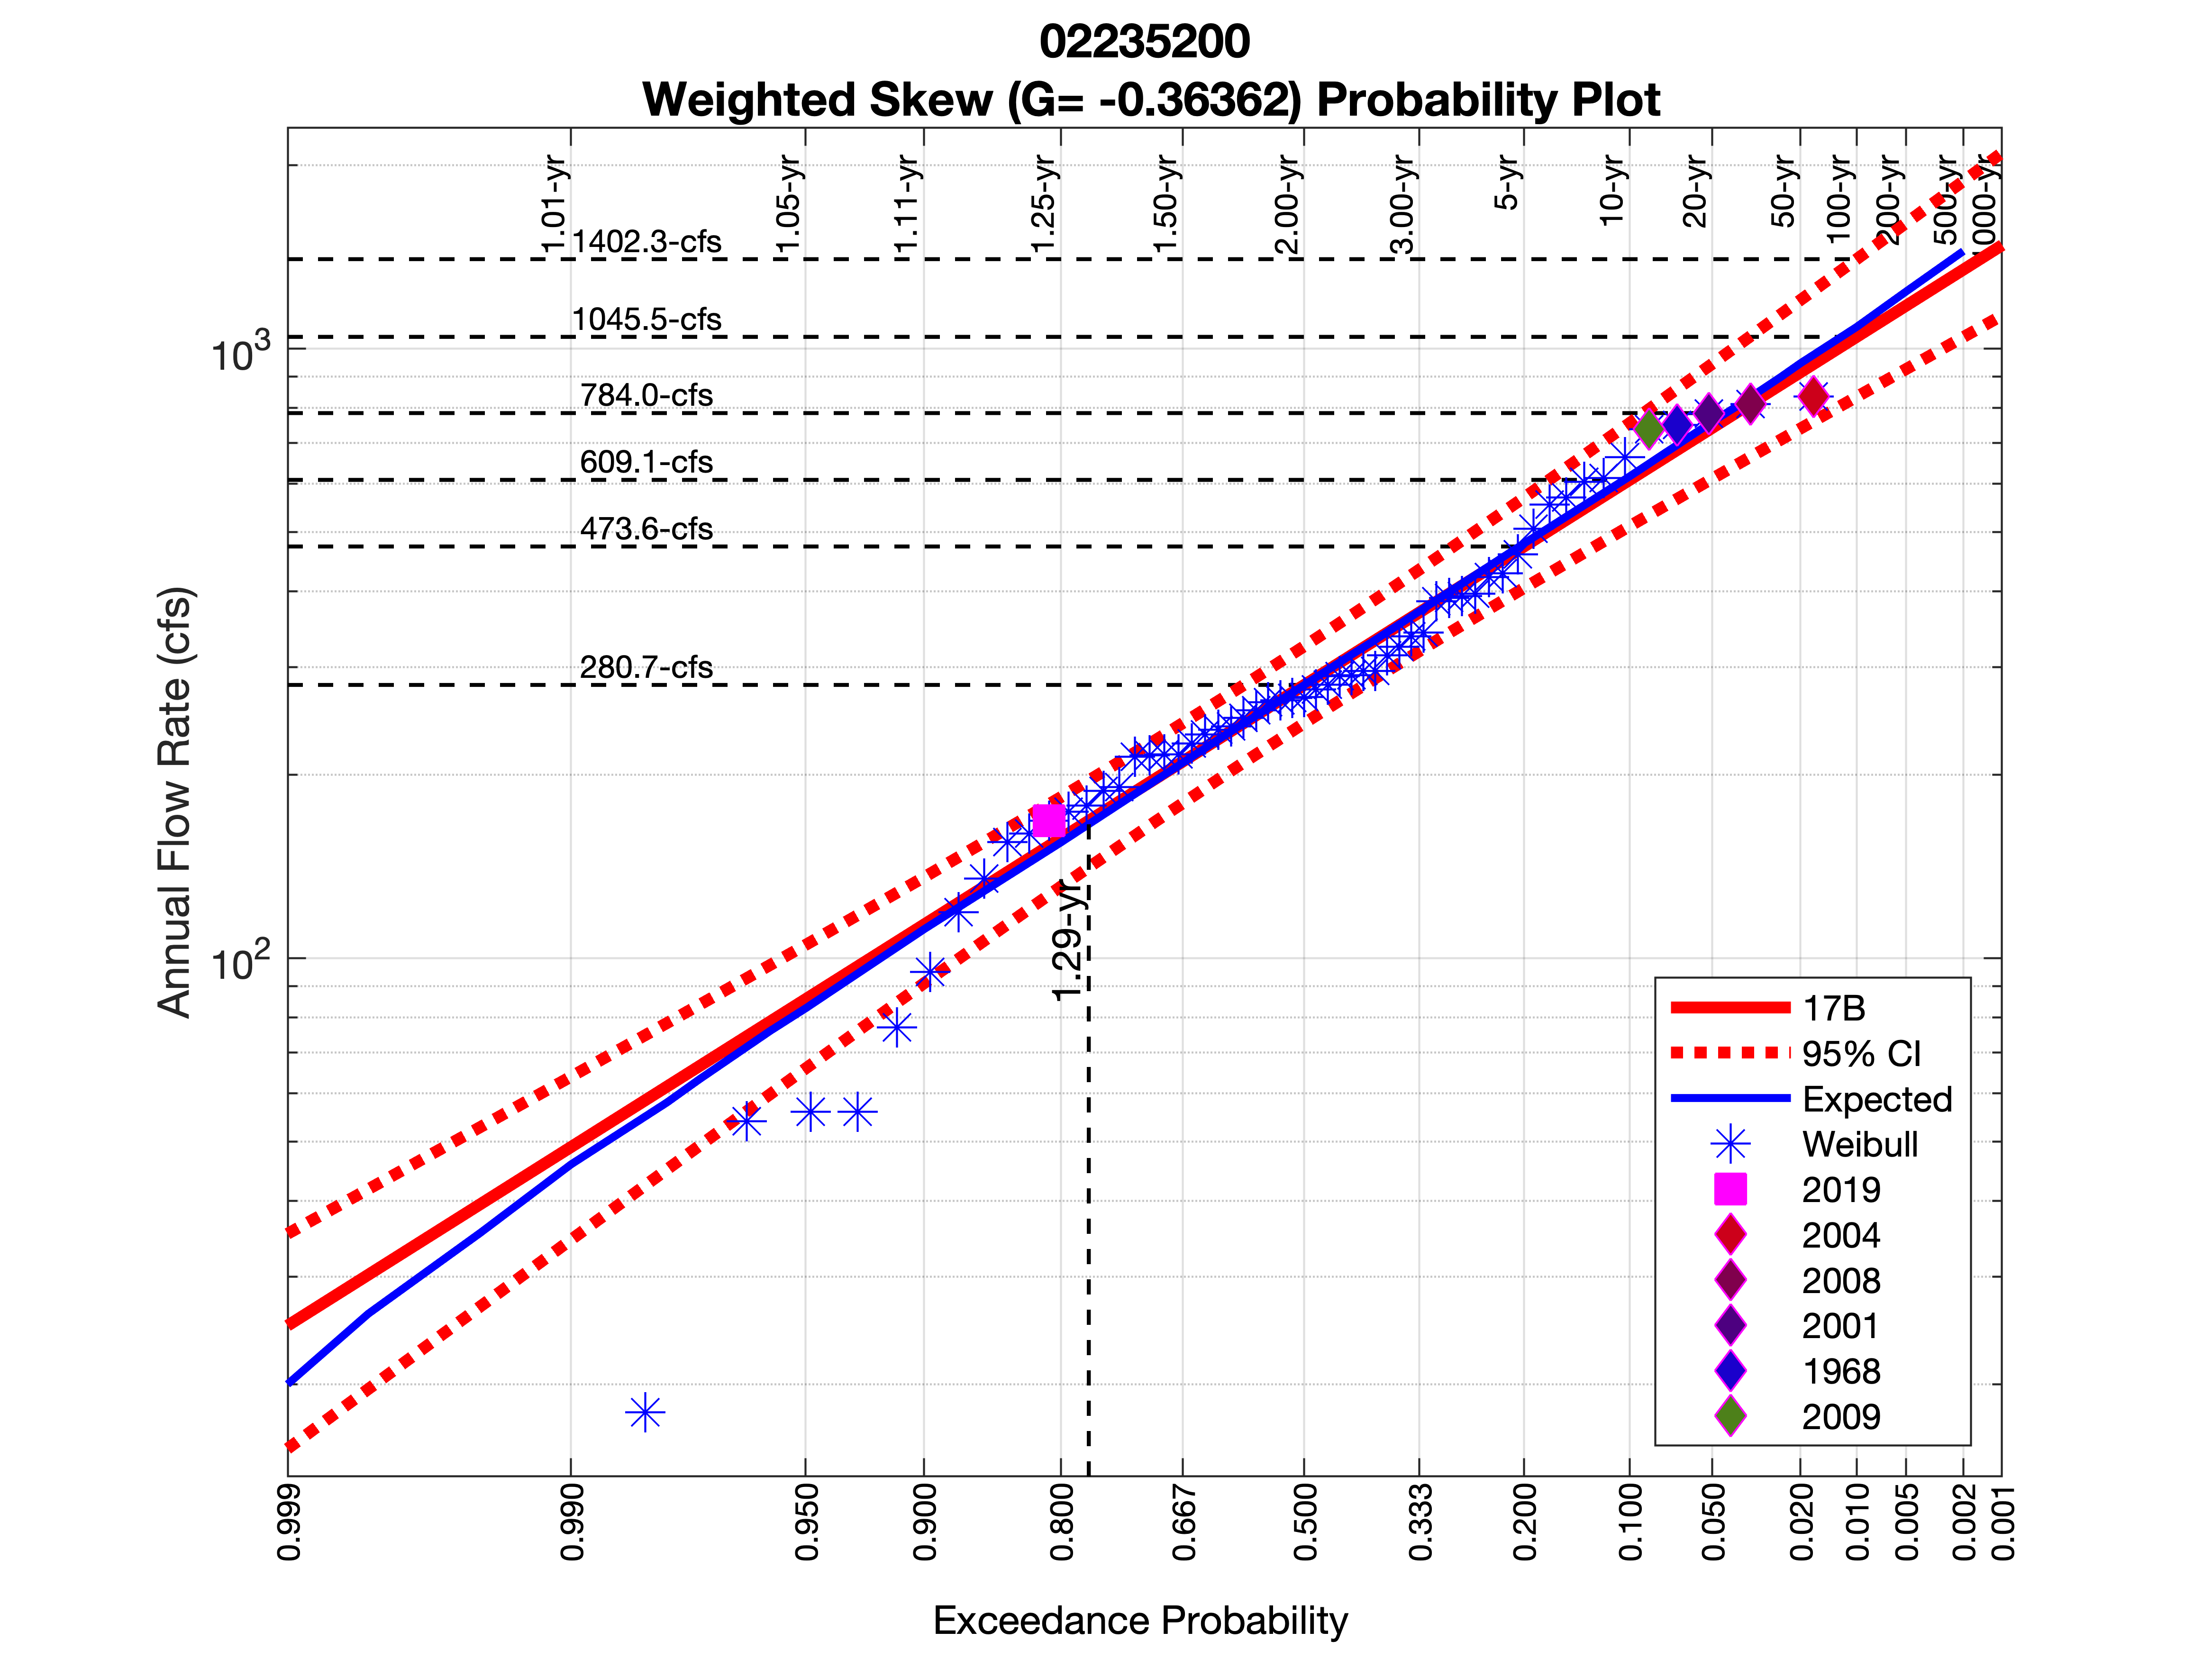 02235200
Weighted Skew (G= -0.36362) Probability Plot
1.01-yr
1.05-yr
1.11-yr
1.25-yr
1.50-yr
2.00-yr
3.00-yr
5-yr
10-yr
20-yr
50-yr
100-yr
200-yr
500-yr
1402.3-cfs
1045.5-cfs
784.0-cfs
609.1-cfs
473.6-cfs
280.7-cfs
1.29-yr
10³
10²
Annual Flow Rate (cfs)
17B
95% CI
Expected
Weibull
2019
2004
2008
2001
1968
2009
0.999
0.990
0.950
0.900
0.800
0.667
0.500
0.333
0.200
0.100
0.050
0.020
0.010
0.005
0.002
0.001
Exceedance Probability